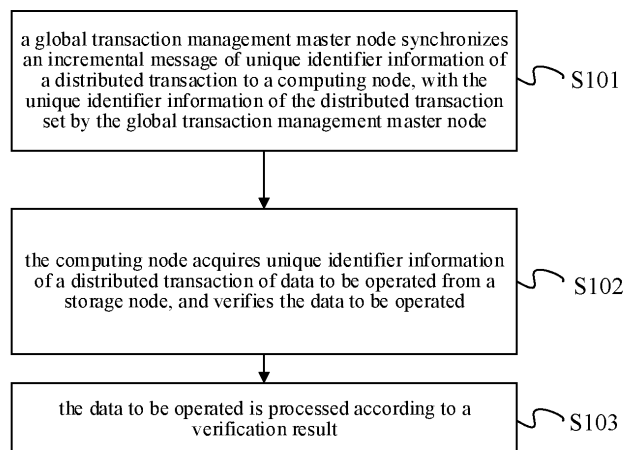 a global transaction management master node synchronizes
an incremental message of unique identifier information of
a distributed transaction to a computing node, with the
unique identifier information of the distributed transaction
set by the global transaction management master node
S101
the computing node acquires unique identifier information
of a distributed transaction of data to be operated from a
storage node, and verifies the data to be operated
S102
the data to be operated is processed according to a
verification result
S103